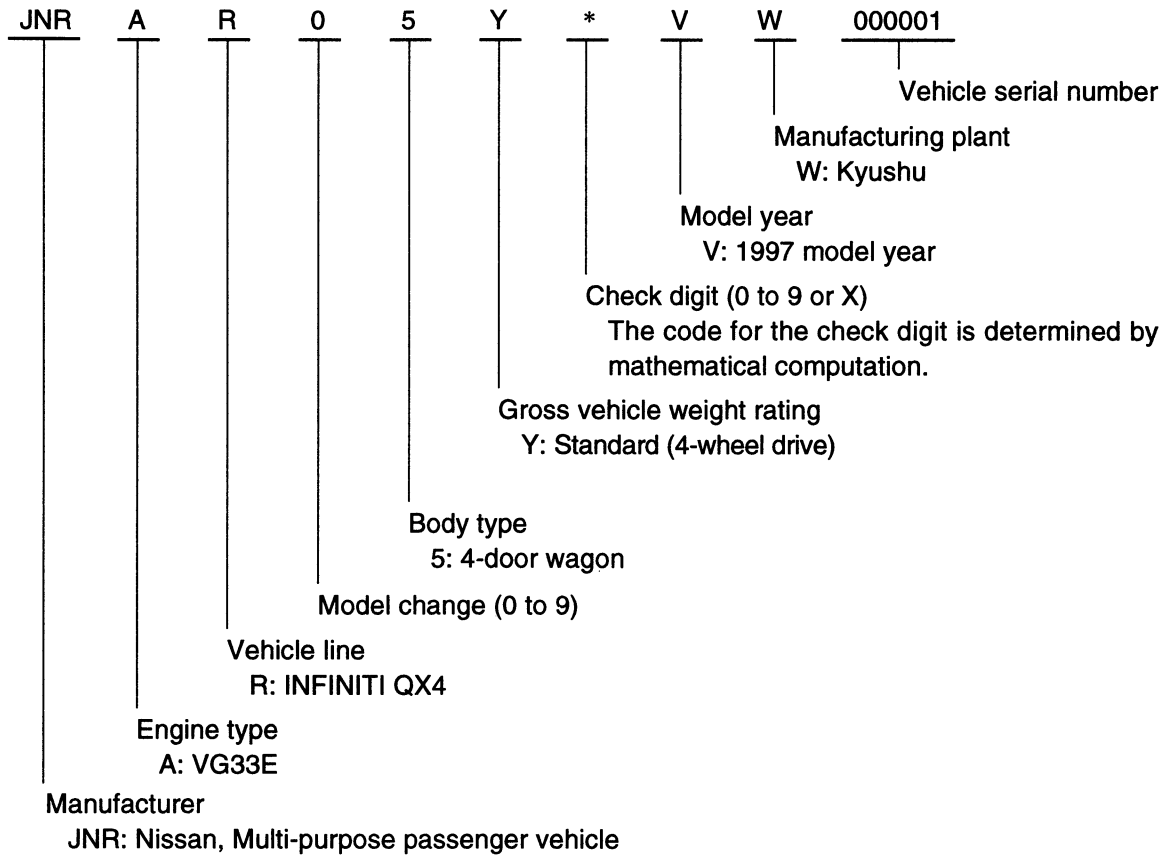 JNR A R 0 5 Y * V W 000001
Vehicle serial number
Manufacturing plant
W: Kyushu
Model year
V: 1997 model year
Check digit (0 to 9 or X)
The code for the check digit is determined by
mathematical computation.
Gross vehicle weight rating
Y: Standard (4-wheel drive)
Body type
5: 4-door wagon
Model change (0 to 9)
Vehicle line
R: INFINITI QX4
Engine type
A: VG33E
Manufacturer
JNR: Nissan, Multi-purpose passenger vehicle